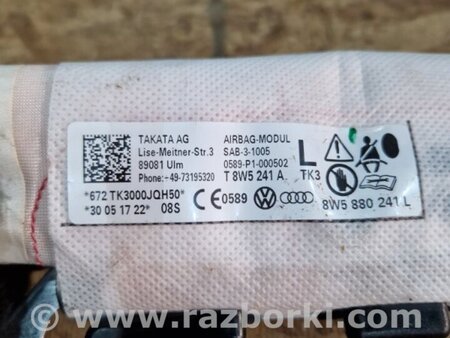 TAKATA AG
Lise-Meitner-Str.3
89081 Ulm
Phone:+49-73195320
AIRBAG-MODUL
SAB-3-1005
0589-P1-000502
T 8W5 241 A.
L
TK3
*672 TK3000JQH50*
*30 05 17 22* 08S
CE 0589
8W5 880 241 L
www.razborki.com